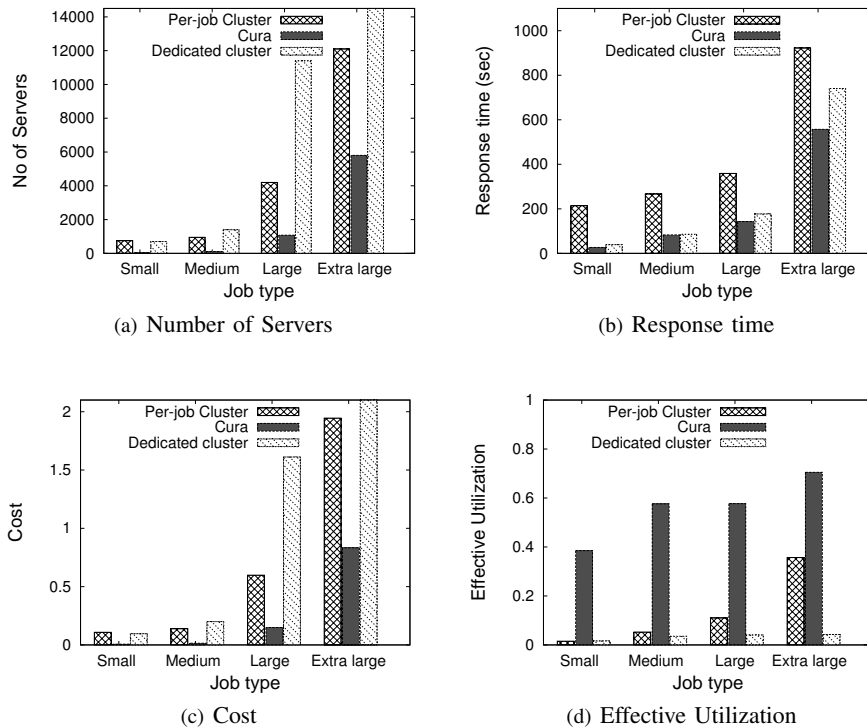 No of Servers
14000
12000
10000
8000
6000
4000
2000
0
Per-job Cluster
Cura
Dedicated cluster
Small Medium Large Extra large
Job type
(a) Number of Servers
Response time (sec)
1000
800
600
400
200
0
Per-job Cluster
Cura
Dedicated cluster
Small Medium Large Extra large
Job type
(b) Response time
Cost
2
1.5
1
0.5
0
Per-job Cluster
Cura
Dedicated cluster
Small Medium Large Extra large
Job type
(c) Cost
Effective Utilization
1
0.8
0.6
0.4
0.2
0
Per-job Cluster
Cura
Dedicated cluster
Small Medium Large Extra large
Job type
(d) Effective Utilization